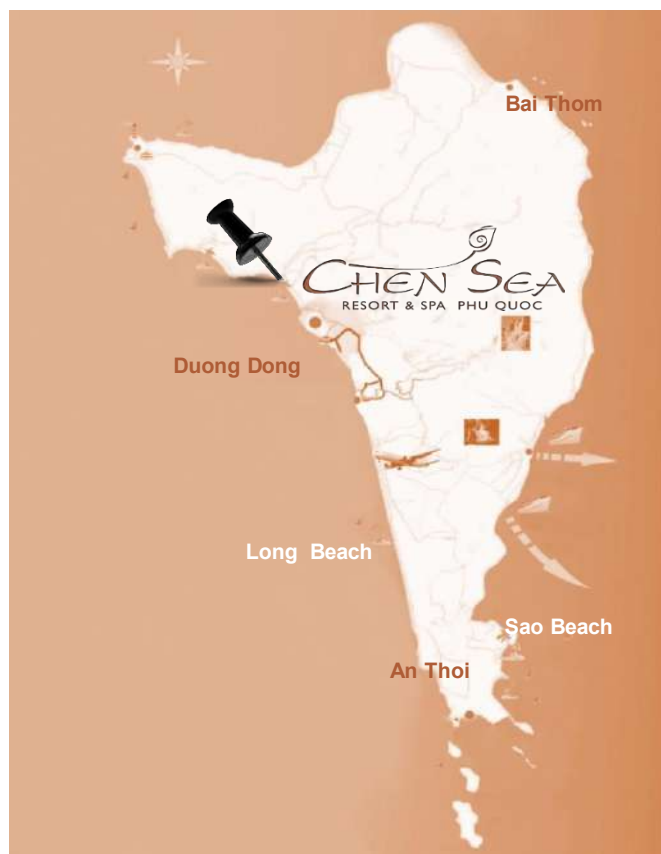 Bai Thom
CHEN SEA
RESORT & SPA PHU QUOC
Duong Dong
Long Beach
Sao Beach
An Thoi